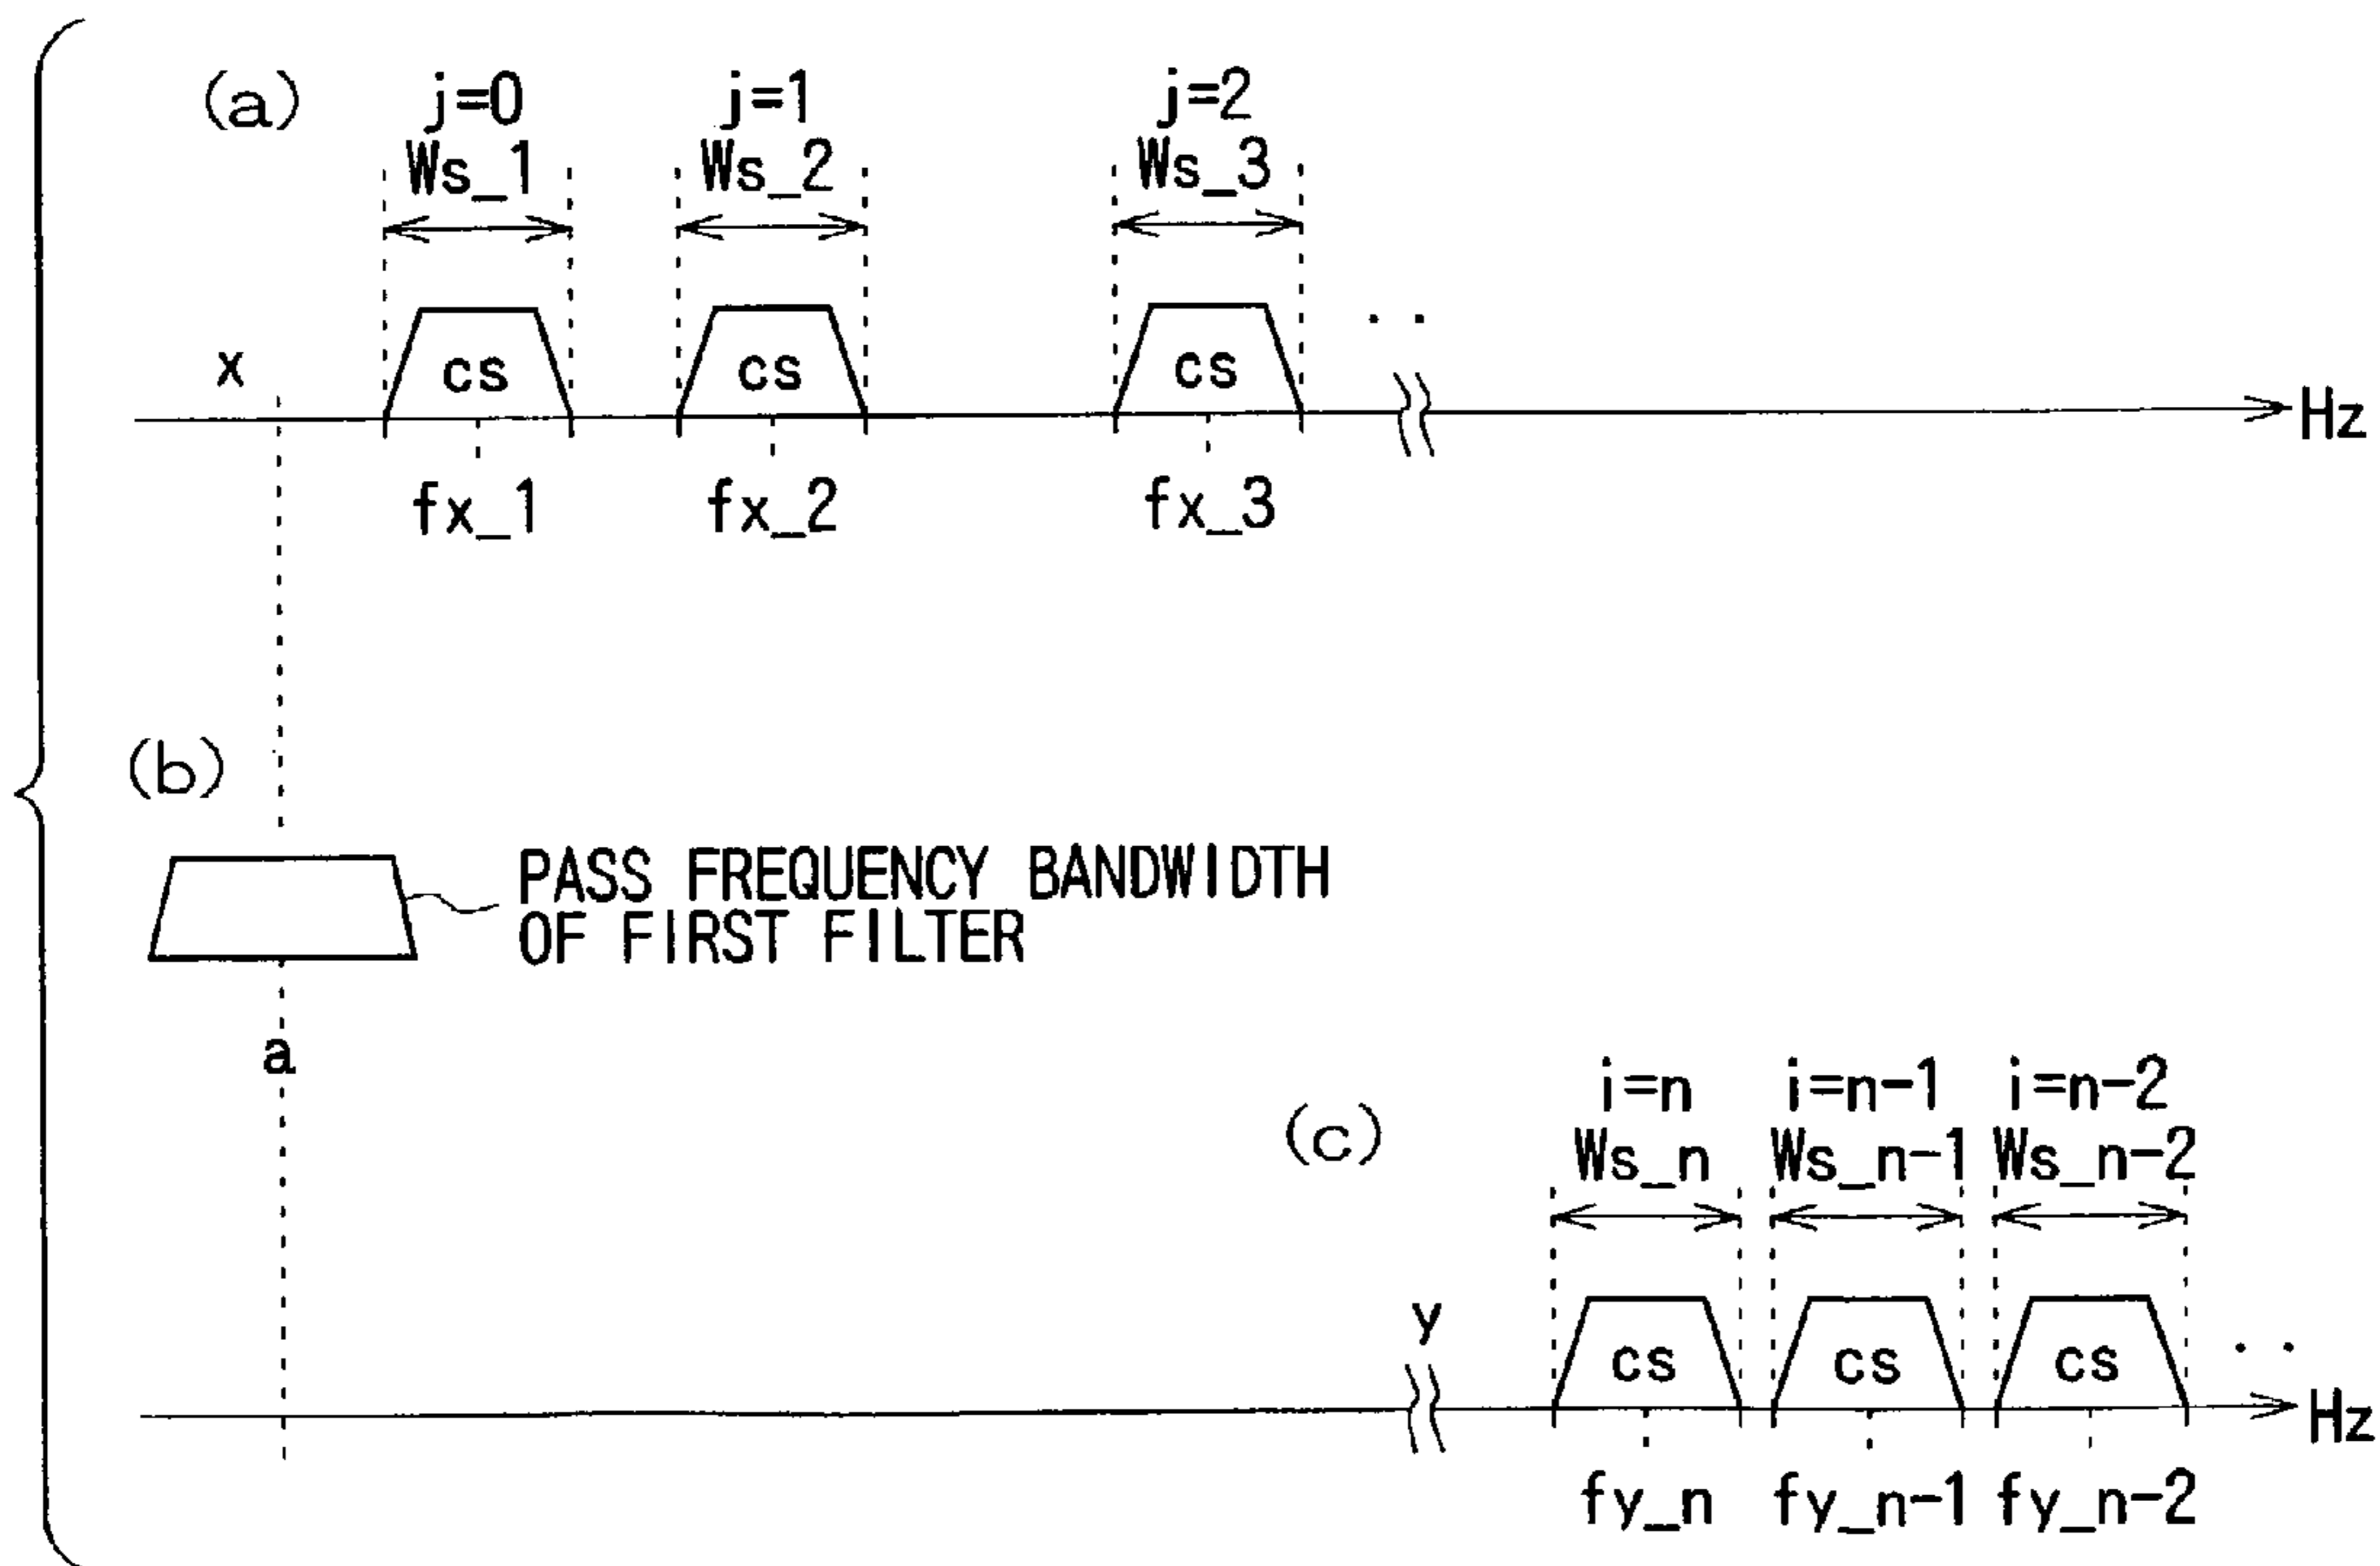 (a)
j=0 j=1 j=2
Ws_1 Ws_2 Ws_3
x cs cs cs ..
Hz
fx_1 fx_2 fx_3
(b)
PASS FREQUENCY BANDWIDTH
OF FIRST FILTER
a
(c)
i=n i=n-1 i=n-2
Ws_n Ws_n-1 Ws_n-2
y cs cs cs ..
Hz
fy_n fy_n-1 fy_n-2